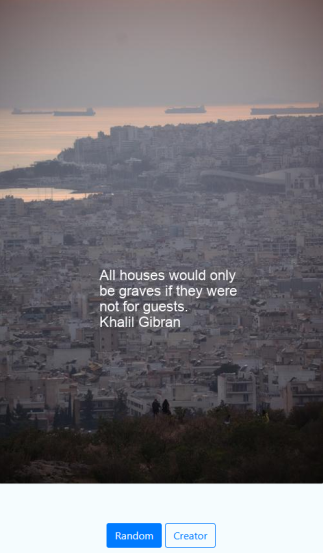 All houses would only
be graves if they were
not for guests.
Khalil Gibran
Random
Creator